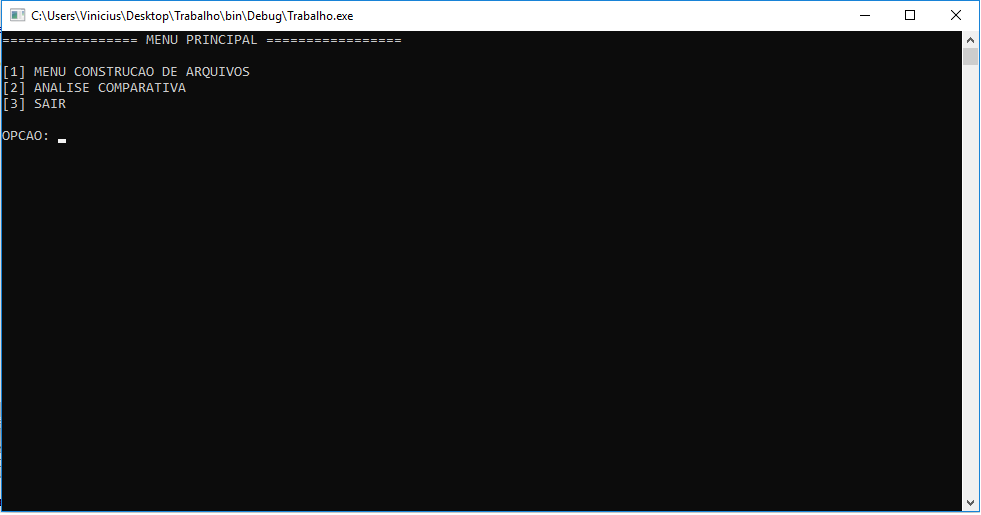 C:\Users\Vinicius\Desktop\Trabalho\bin\Debug\Trabalho.exe
================= MENU PRINCIPAL =================
[1] MENU CONSTRUCAO DE ARQUIVOS
[2] ANALISE COMPARATIVA
[3] SAIR
OPCAO: _